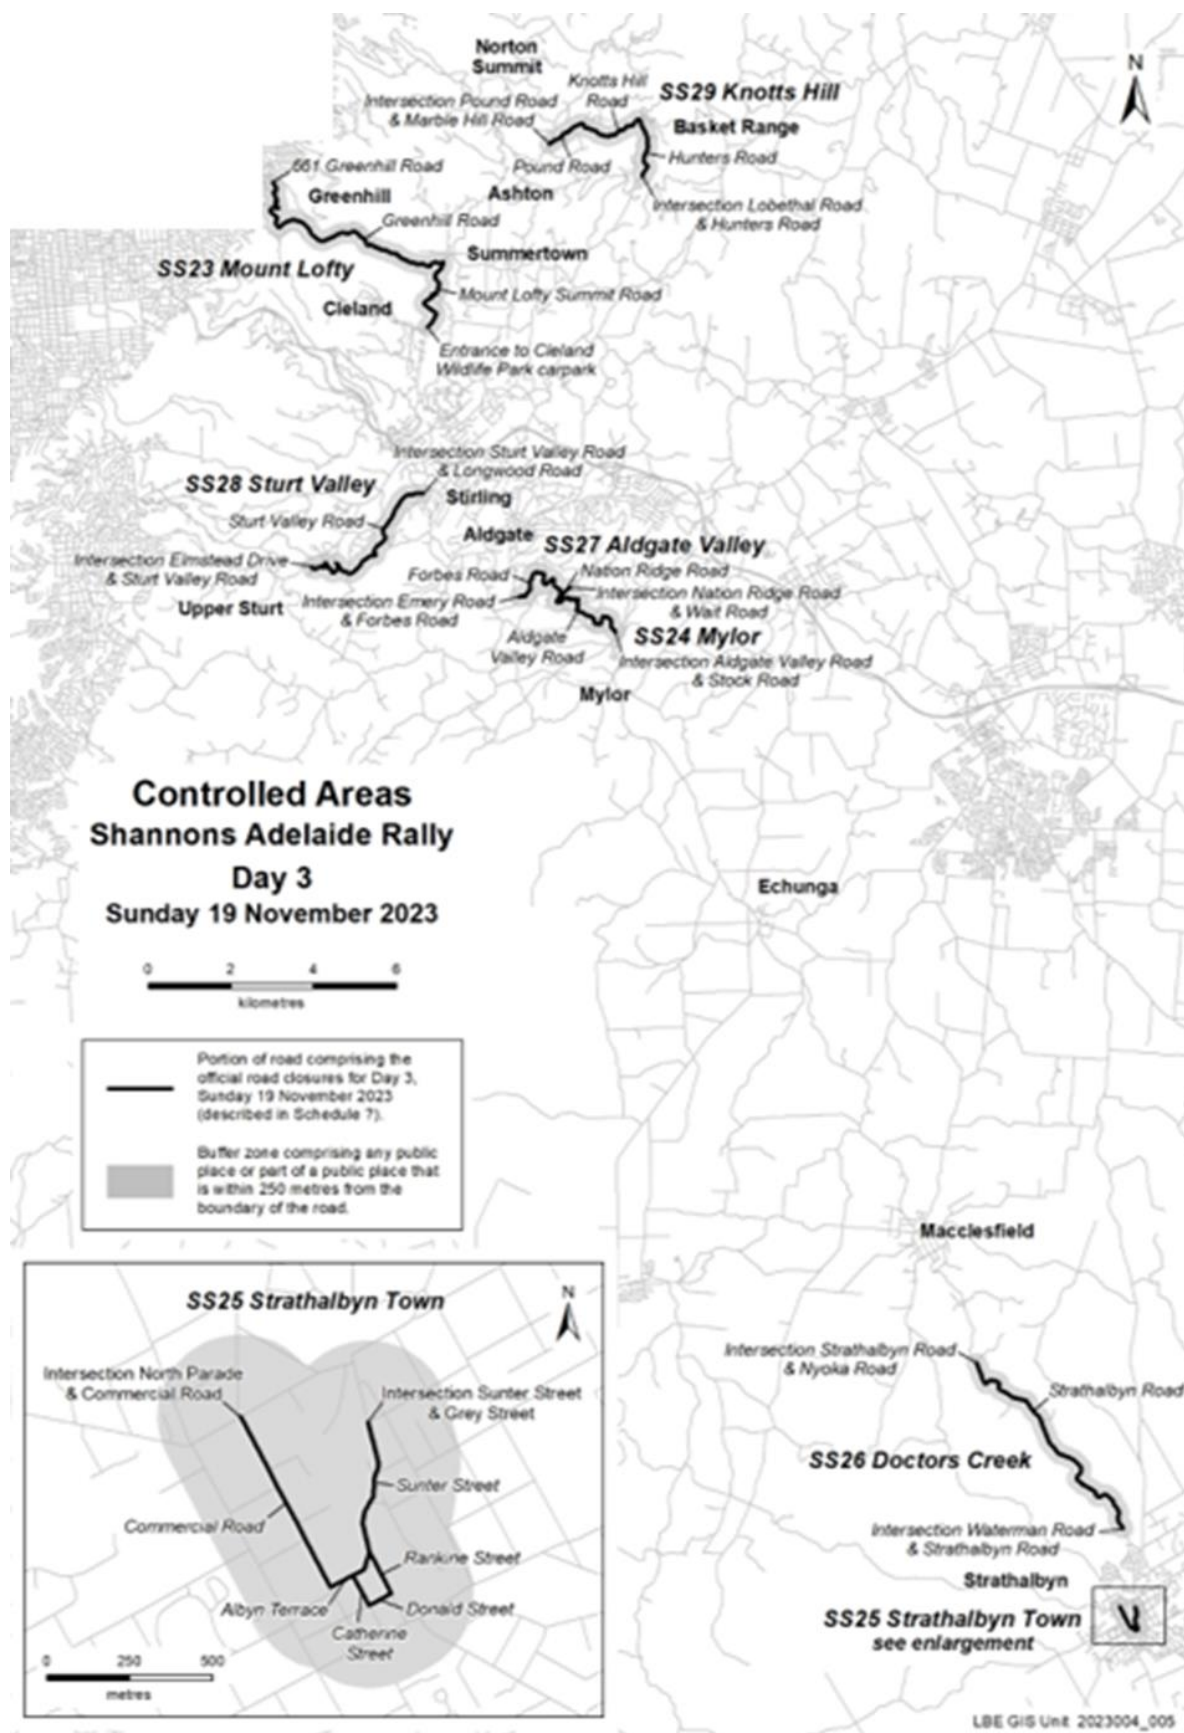 Norton
Summit
Knotts Hill
Road
SS29 Knotts Hill
N
Intersection Pound Road
& Marble Hill Road
Basket Range
Pound Road
Hunters Road
661 Greenhill Road
Greenhill
Ashton
Intersection Lobethal Road
& Hunters Road
Greenhill Road
Summertown
SS23 Mount Lofty
Mount Lofty Summit Road
Cleland
Entrance to Cleland
Wildlife Park carpark
Intersection Sturt Valley Road
& Longwood Road
SS28 Sturt Valley
Stirling
Sturt Valley Road
Aldgate
SS27 Aldgate Valley
Intersection Elmstead Drive
& Sturt Valley Road
Forbes Road
Nation Ridge Road
Upper Sturt
Intersection Emery Road
& Forbes Road
Intersection Nation Ridge Road
& Wait Road
Aldgate
Valley Road
SS24 Mylor
Intersection Aldgate Valley Road
& Stock Road
Mylor
Controlled Areas
Shannons Adelaide Rally
Day 3
Sunday 19 November 2023
Echunga
0 2 4 6
kilometres
Portion of road comprising the
official road closures for Day 3,
Sunday 19 November 2023
(described in Schedule 7).
Buffer zone comprising any public
place or part of a public place that
is within 250 metres from the
boundary of the road.
Macclesfield
Intersection Strathalbyn Road
& Nyoka Road
Strathalbyn Road
SS26 Doctors Creek
Intersection Waterman Road
& Strathalbyn Road
Strathalbyn
SS25 Strathalbyn Town
see enlargement
SS25 Strathalbyn Town
N
Intersection North Parade
& Commercial Road
Intersection Sunter Street
& Grey Street
Sunter Street
Commercial Road
Rankine Street
Albyn Terrace
Donald Street
Catherine
Street
0 250 500
metres
LBE GIS Unit 2023004_005